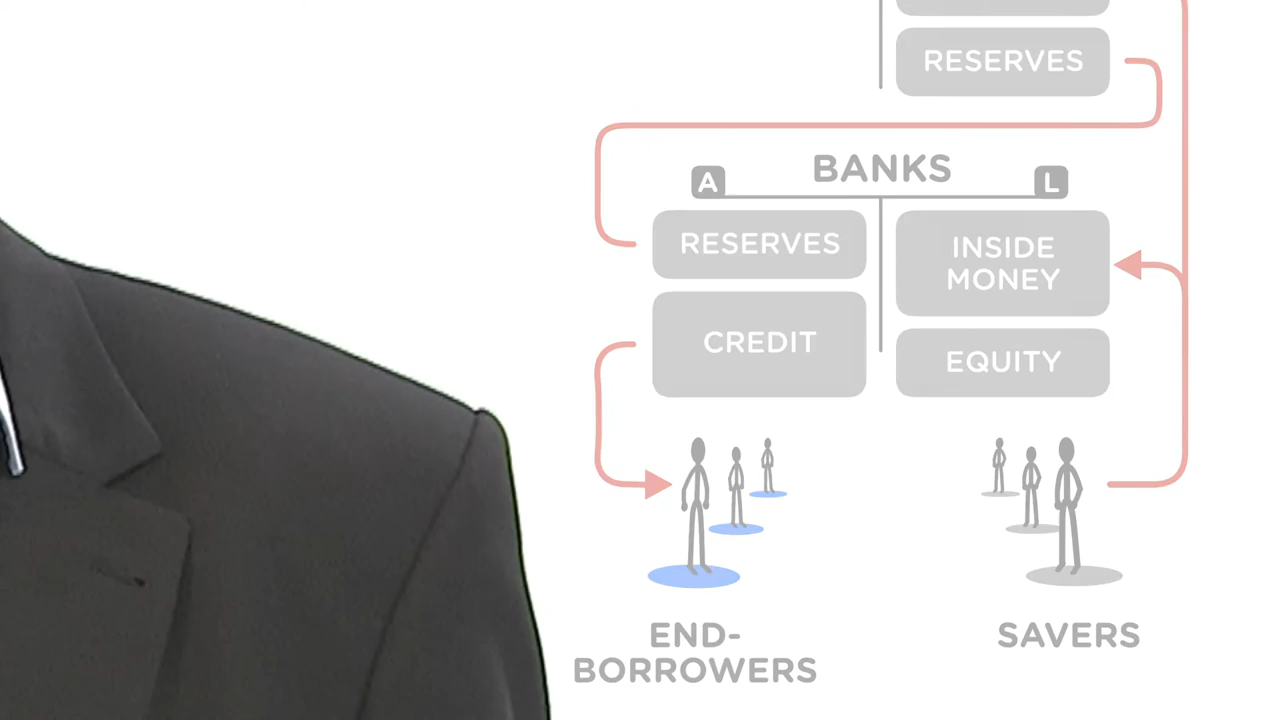 RESERVES
BANKS
A
L
RESERVES
INSIDE
MONEY
CREDIT
EQUITY
END-
BORROWERS
SAVERS